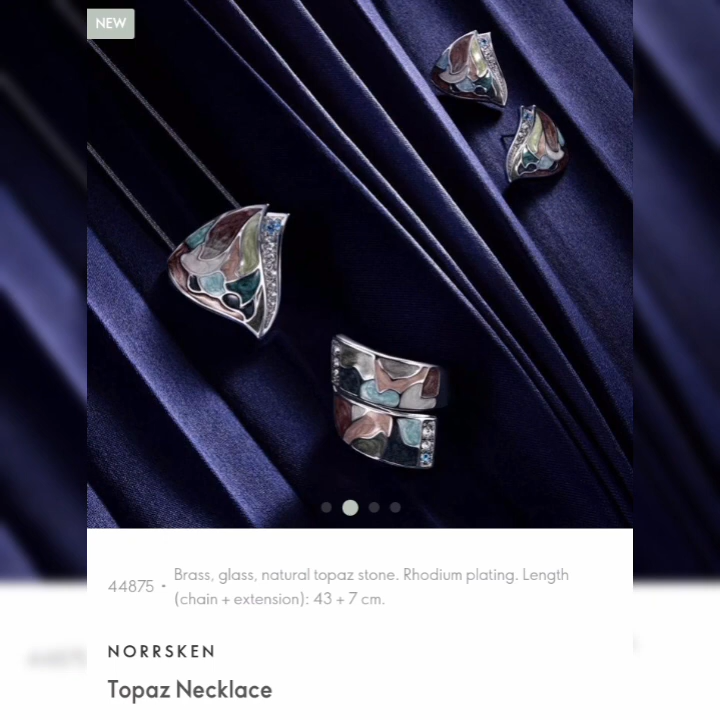 NEW
44875 • Brass, glass, natural topaz stone. Rhodium plating. Length
(chain + extension): 43 + 7 cm.
NORRSKEN
Topaz Necklace